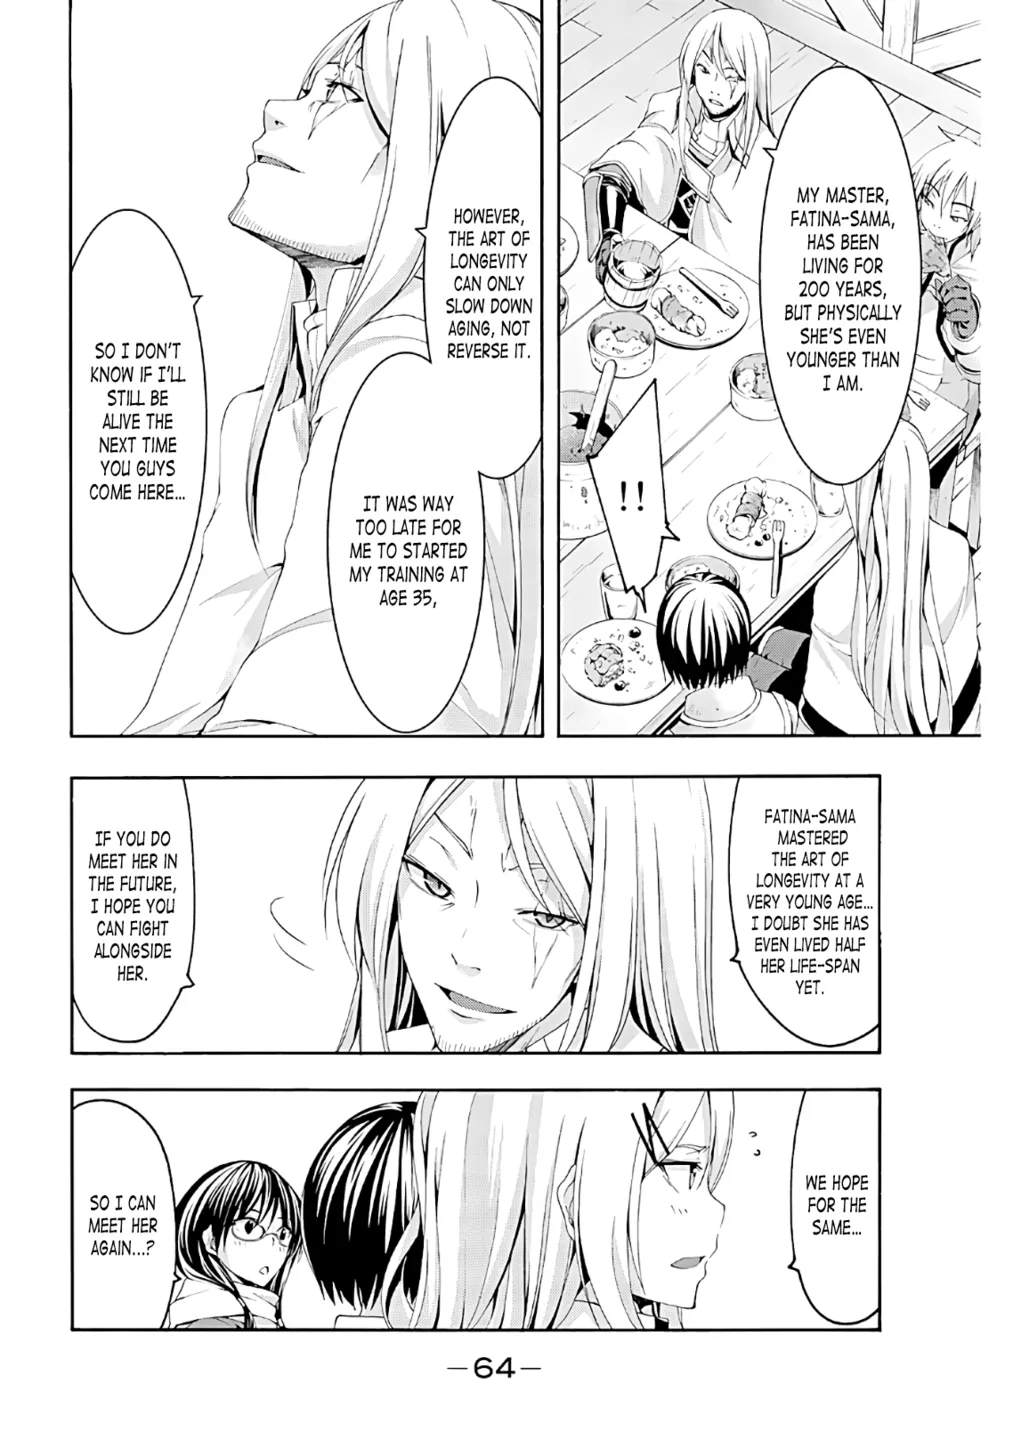 MY MASTER,
FATINA-SAMA,
HAS BEEN
LIVING FOR
200 YEARS,
BUT PHYSICALLY
SHE'S EVEN
YOUNGER THAN
I AM.
!!
HOWEVER,
THE ART OF
LONGEVITY
CAN ONLY
SLOW DOWN
AGING, NOT
REVERSE IT.
IT WAS WAY
TOO LATE FOR
ME TO STARTED
MY TRAINING AT
AGE 35,
SO I DON'T
KNOW IF I'LL
STILL BE
ALIVE THE
NEXT TIME
YOU GUYS
COME HERE...
FATINA-SAMA
MASTERED
THE ART OF
LONGEVITY AT A
VERY YOUNG AGE...
I DOUBT SHE HAS
EVEN LIVED HALF
HER LIFE-SPAN
YET.
IF YOU DO
MEET HER IN
THE FUTURE,
I HOPE YOU
CAN FIGHT
ALONGSIDE
HER.
WE HOPE
FOR THE
SAME...
SO I CAN
MEET HER
AGAIN...?
—64—